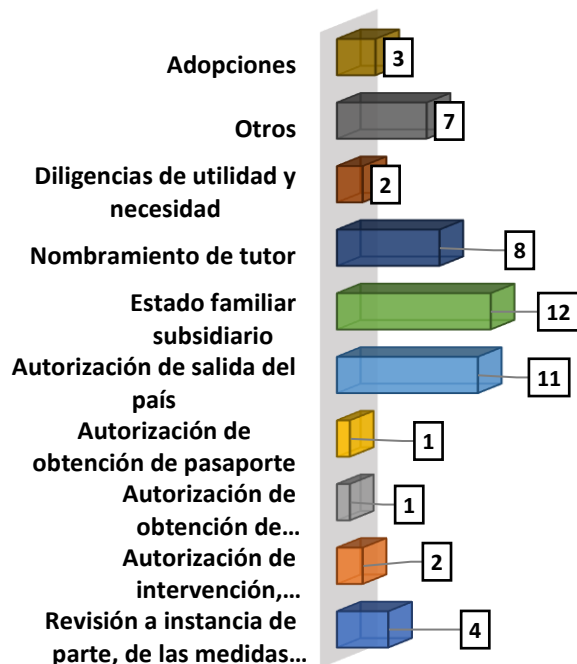 Adopciones
3
Otros
7
Diligencias de utilidad y
necesidad
2
Nombramiento de tutor
8
Estado familiar
subsidiario
12
Autorización de salida del
país
11
Autorización de
obtención de pasaporte
1
Autorización de
obtención de...
1
Autorización de
intervención,...
2
Revisión a instancia de
parte, de las medidas...
4